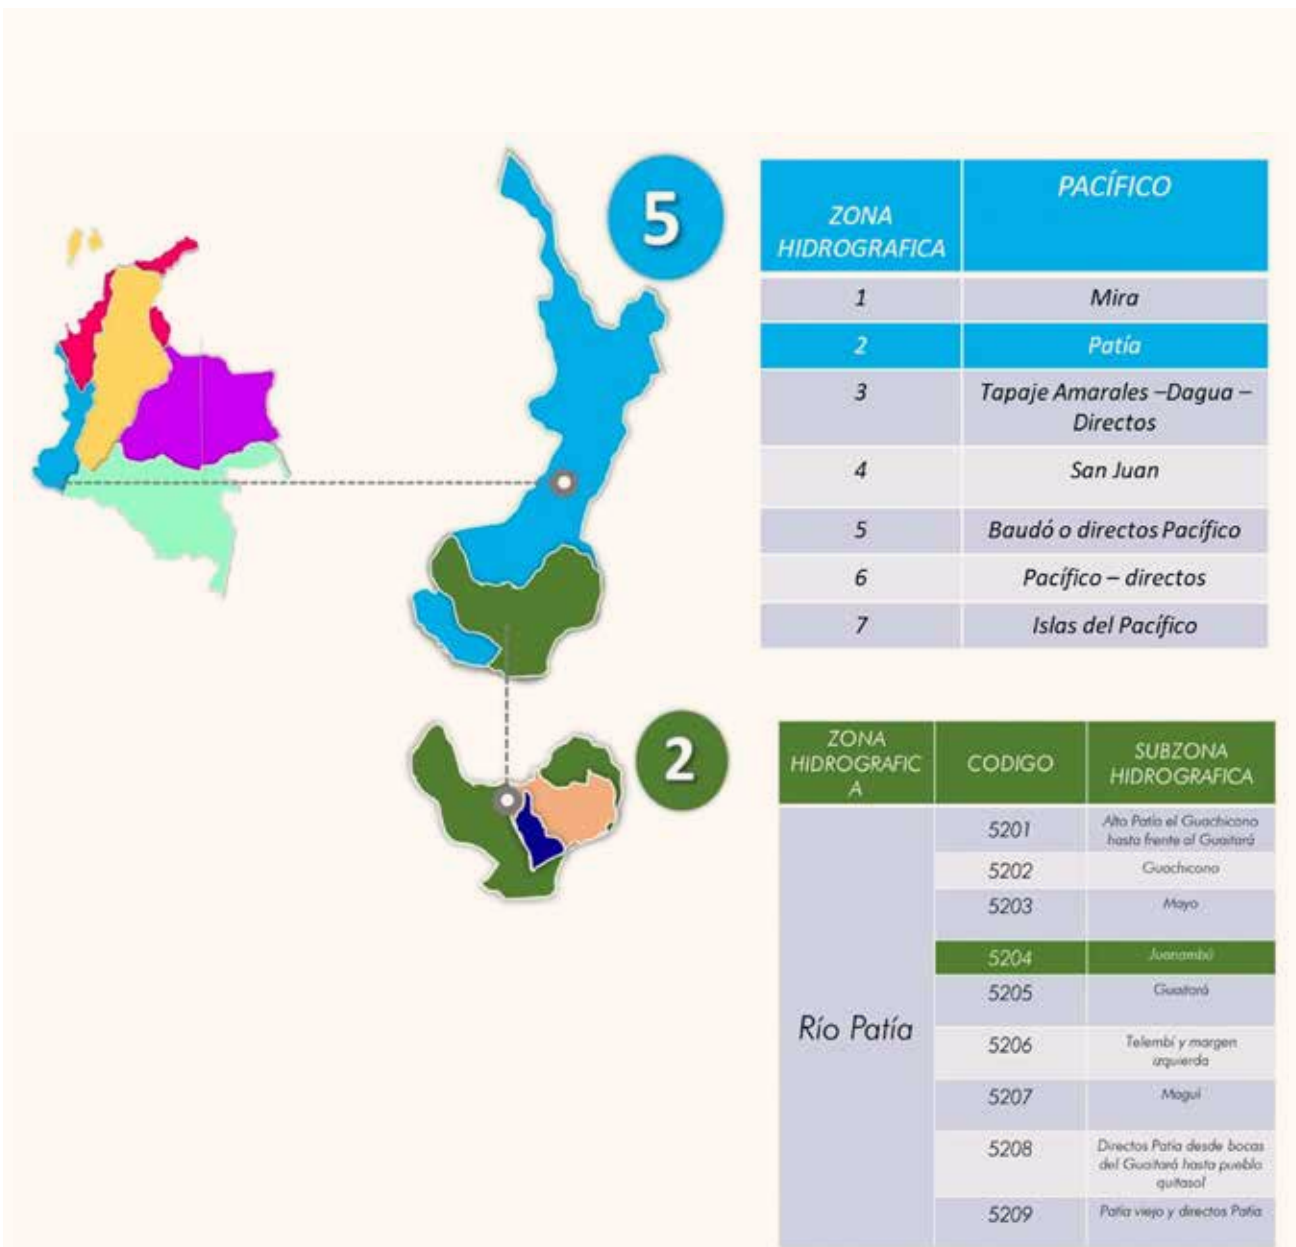 5
ZONA
HIDROGRAFICA
PACÍFICO
1 Mira
2 Patía
3 Tapaje Amarales –Dagua –
Directos
4 San Juan
5 Baudó o directos Pacífico
6 Pacífico – directos
7 Islas del Pacífico
2
ZONA
HIDROGRAFIC
A
CODIGO
SUBZONA
HIDROGRAFICA
Río Patía
5201 Alto Patía el Guachicono
hasta frente al Guaitará
5202 Guachicono
5203 Mayo
5204 Juanambú
5205 Guaitará
5206 Telembí y margen
izquierda
5207 Maguí
5208 Directos Patía desde bocas
del Guaitará hasta pueblo
quitasol
5209 Patía viejo y directos Patía